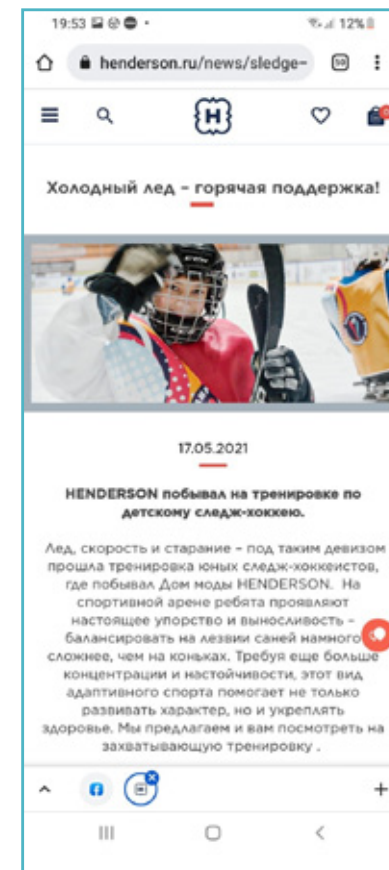 19:53
12%
henderson.ru/news/sledge-
50
H
Холодный лед – горячая поддержка!
17.05.2021
HENDERSON побывал на тренировке по
детскому следж-хоккею.
Лед, скорость и старание – под таким девизом
прошла тренировка юных следж-хоккеистов,
где побывал Дом моды HENDERSON. На
спортивной арене ребята проявляют
настоящее упорство и выносливость –
балансировать на лезвии саней намного
сложнее, чем на коньках. Требуя еще больше
концентрации и настойчивости, этот вид
адаптивного спорта помогает не только
развивать характер, но и укреплять
здоровье. Мы предлагаем и вам посмотреть на
захватывающую тренировку .